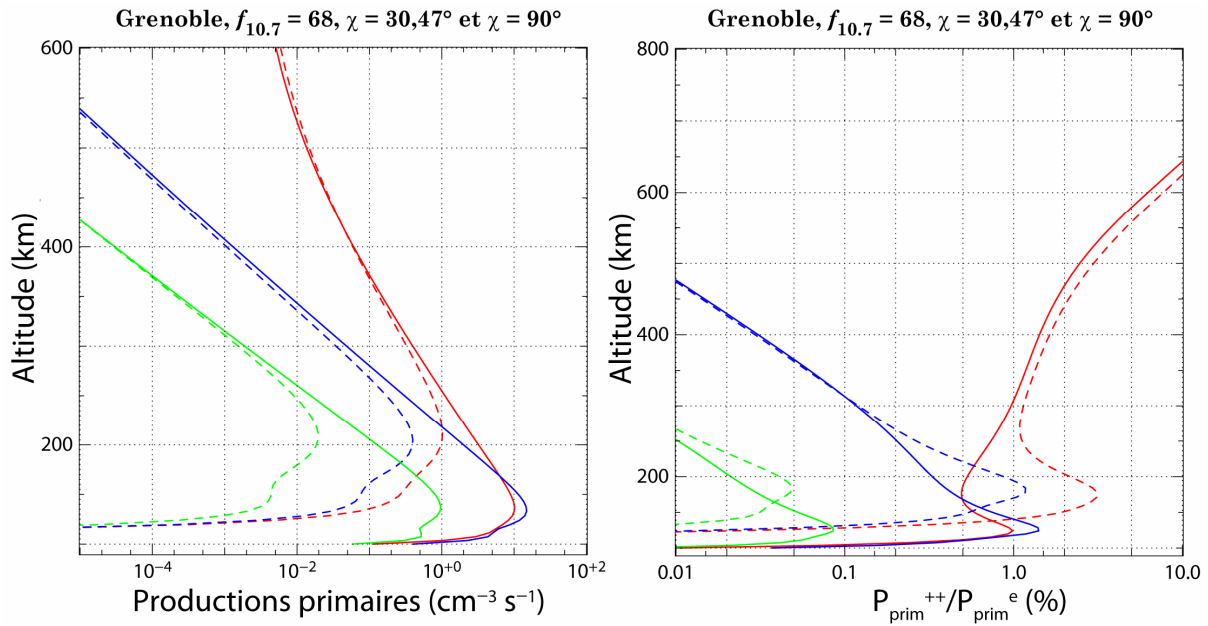 Grenoble, f10.7 = 68, χ = 30,47° et χ = 90°
600
400
200
Altitude (km)
10⁻⁴
10⁻²
10⁺⁰
10⁺²
Productions primaires (cm⁻³ s⁻¹)
Grenoble, f10.7 = 68, χ = 30,47° et χ = 90°
800
600
400
200
Altitude (km)
0.01
0.1
1.0
10.0
Pprim⁺⁺/Pprimᵉ (%)